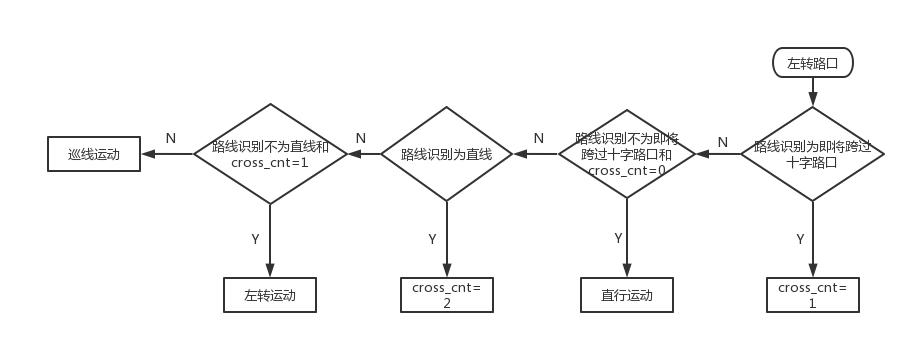 左转路口
路线识别为即将跨过
十字路口
N
Y
cross_cnt=
1
路线识别不为即将
跨过十字路口和
cross_cnt=0
N
Y
直行运动
路线识别为直线
N
Y
cross_cnt=
2
路线识别不为直线和
cross_cnt=1
N
Y
左转运动
巡线运动